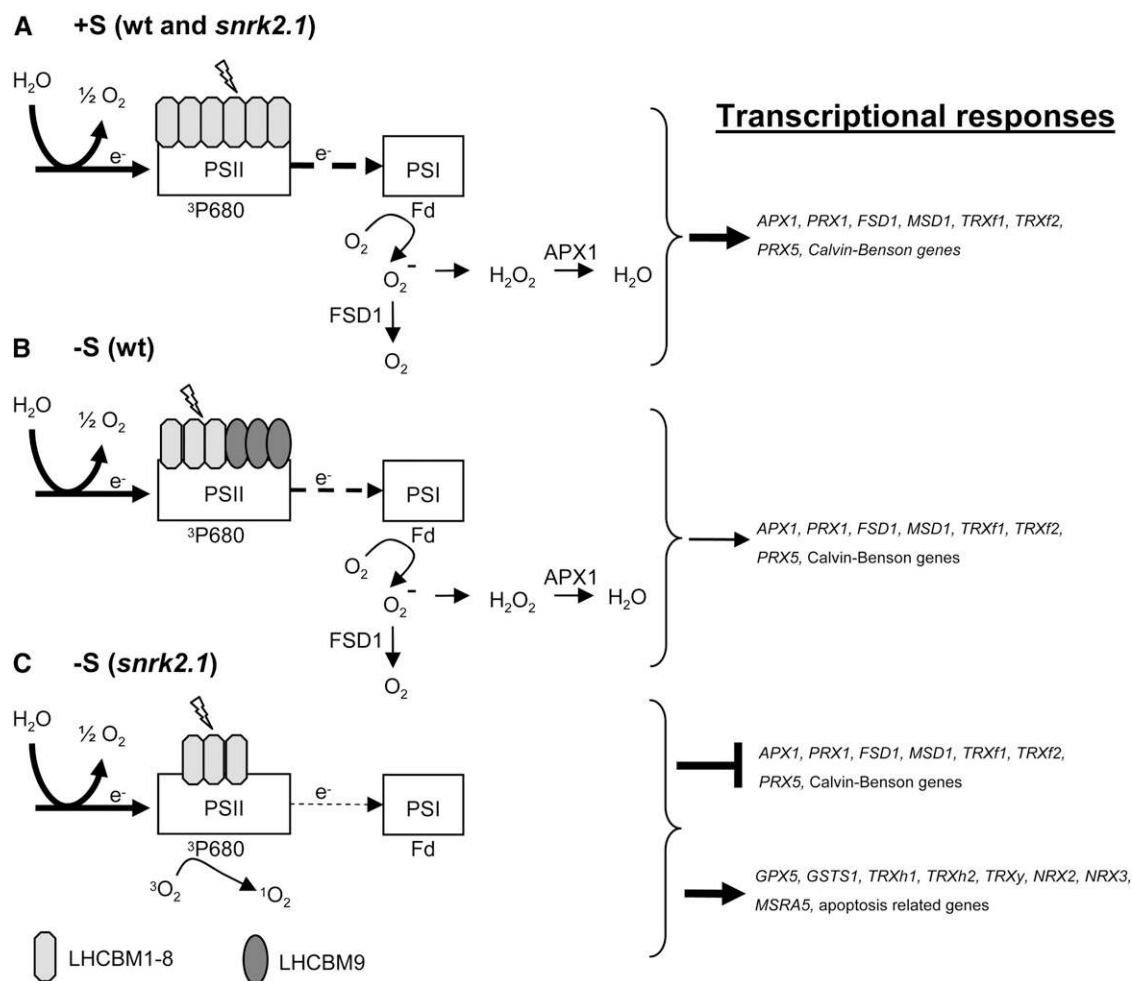 A +S (wt and snrk2.1)
H₂O
½ O₂
e⁻
PSII
³P680
e⁻
PSI
Fd
O₂
O₂⁻
H₂O₂
APX1
H₂O
FSD1
O₂
Transcriptional responses
APX1, PRX1, FSD1, MSD1, TRXf1, TRXf2,
PRX5, Calvin-Benson genes
B -S (wt)
H₂O
½ O₂
e⁻
PSII
³P680
e⁻
PSI
Fd
O₂
O₂⁻
H₂O₂
APX1
H₂O
FSD1
O₂
APX1, PRX1, FSD1, MSD1, TRXf1, TRXf2,
PRX5, Calvin-Benson genes
C -S (snrk2.1)
H₂O
½ O₂
e⁻
PSII
³P680
e⁻
PSI
Fd
³O₂
¹O₂
APX1, PRX1, FSD1, MSD1, TRXf1, TRXf2,
PRX5, Calvin-Benson genes
GPX5, GSTS1, TRXh1, TRXh2, TRXy, NRX2, NRX3,
MSRA5, apoptosis related genes
LHCBM1-8
LHCBM9